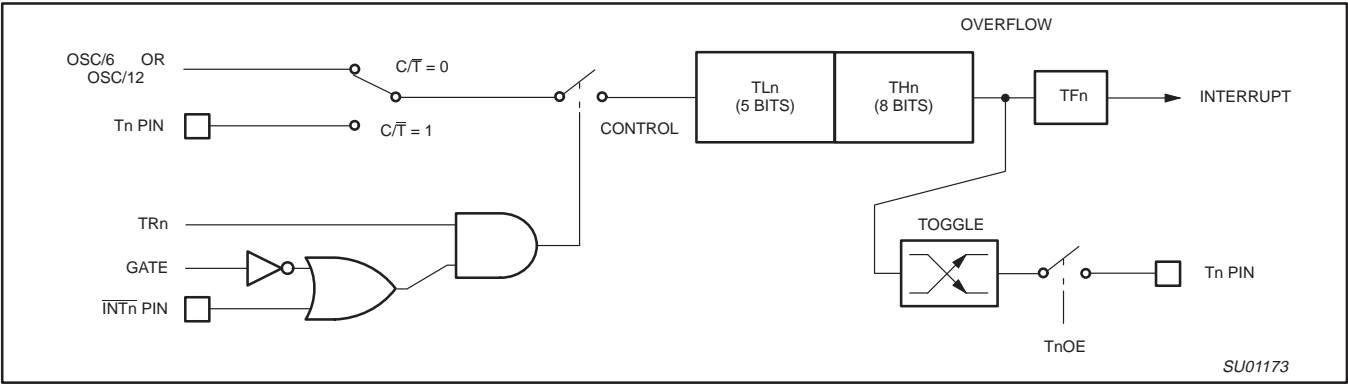 OVERFLOW
OSC/6 OR
OSC/12
C/T̅ = 0
TLn
(5 BITS)
THn
(8 BITS)
TFn
INTERRUPT
Tn PIN
C/T̅ = 1
CONTROL
TRn
TOGGLE
GATE
Tn PIN
I̅N̅T̅n̅ PIN
TnOE
SU01173